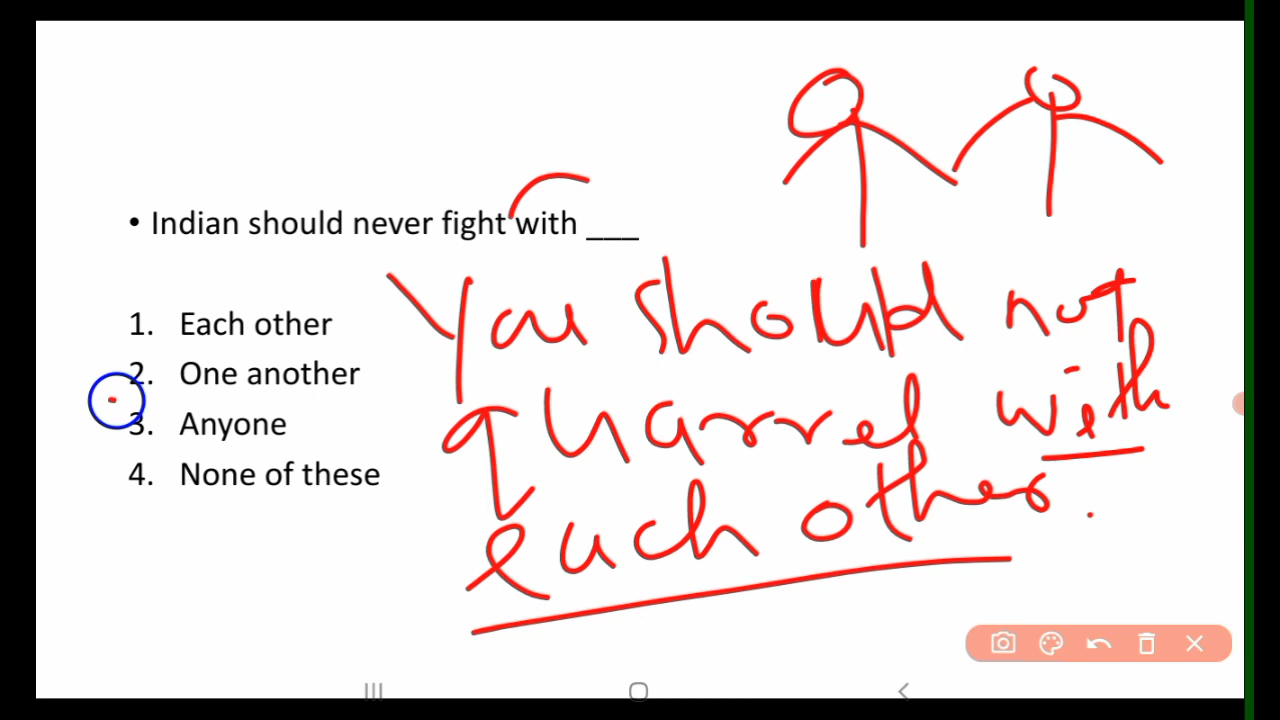 • Indian should never fight with ___
1. Each other
2. One another
3. Anyone
4. None of these
You should not
quarrel with
each other.